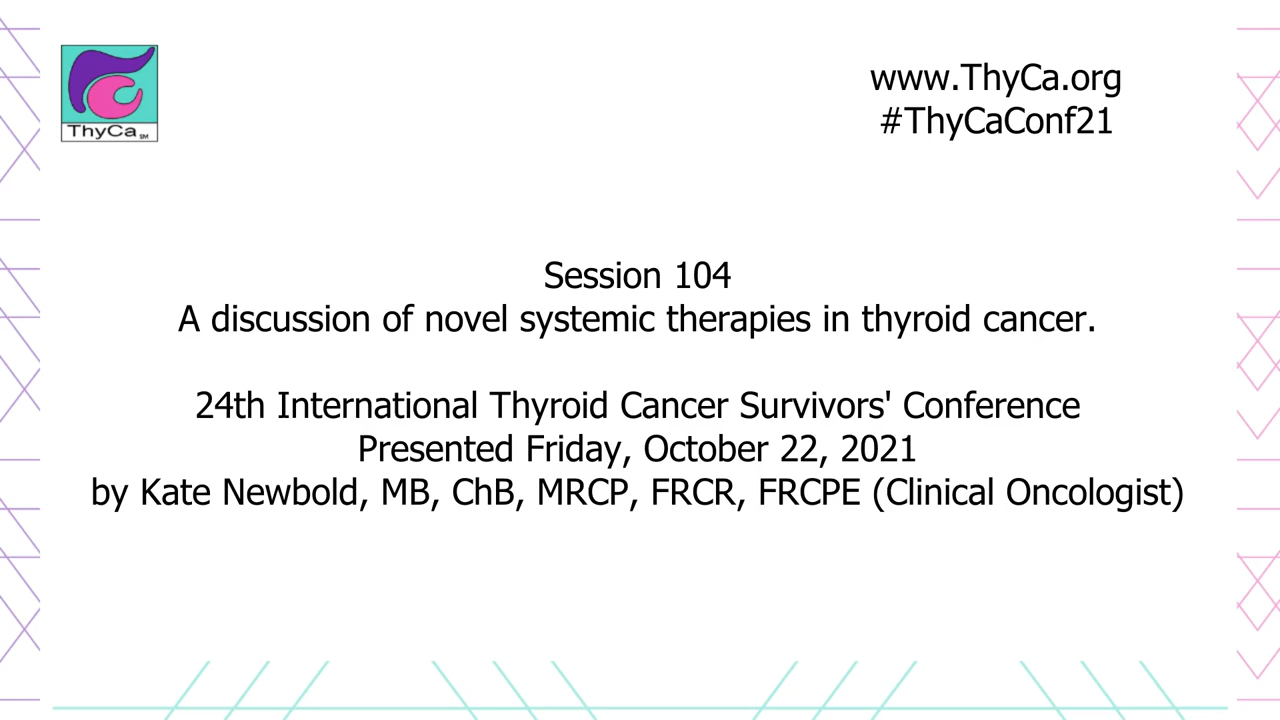 ThyCa SM
www.ThyCa.org
#ThyCaConf21
Session 104
A discussion of novel systemic therapies in thyroid cancer.
24th International Thyroid Cancer Survivors' Conference
Presented Friday, October 22, 2021
by Kate Newbold, MB, ChB, MRCP, FRCR, FRCPE (Clinical Oncologist)